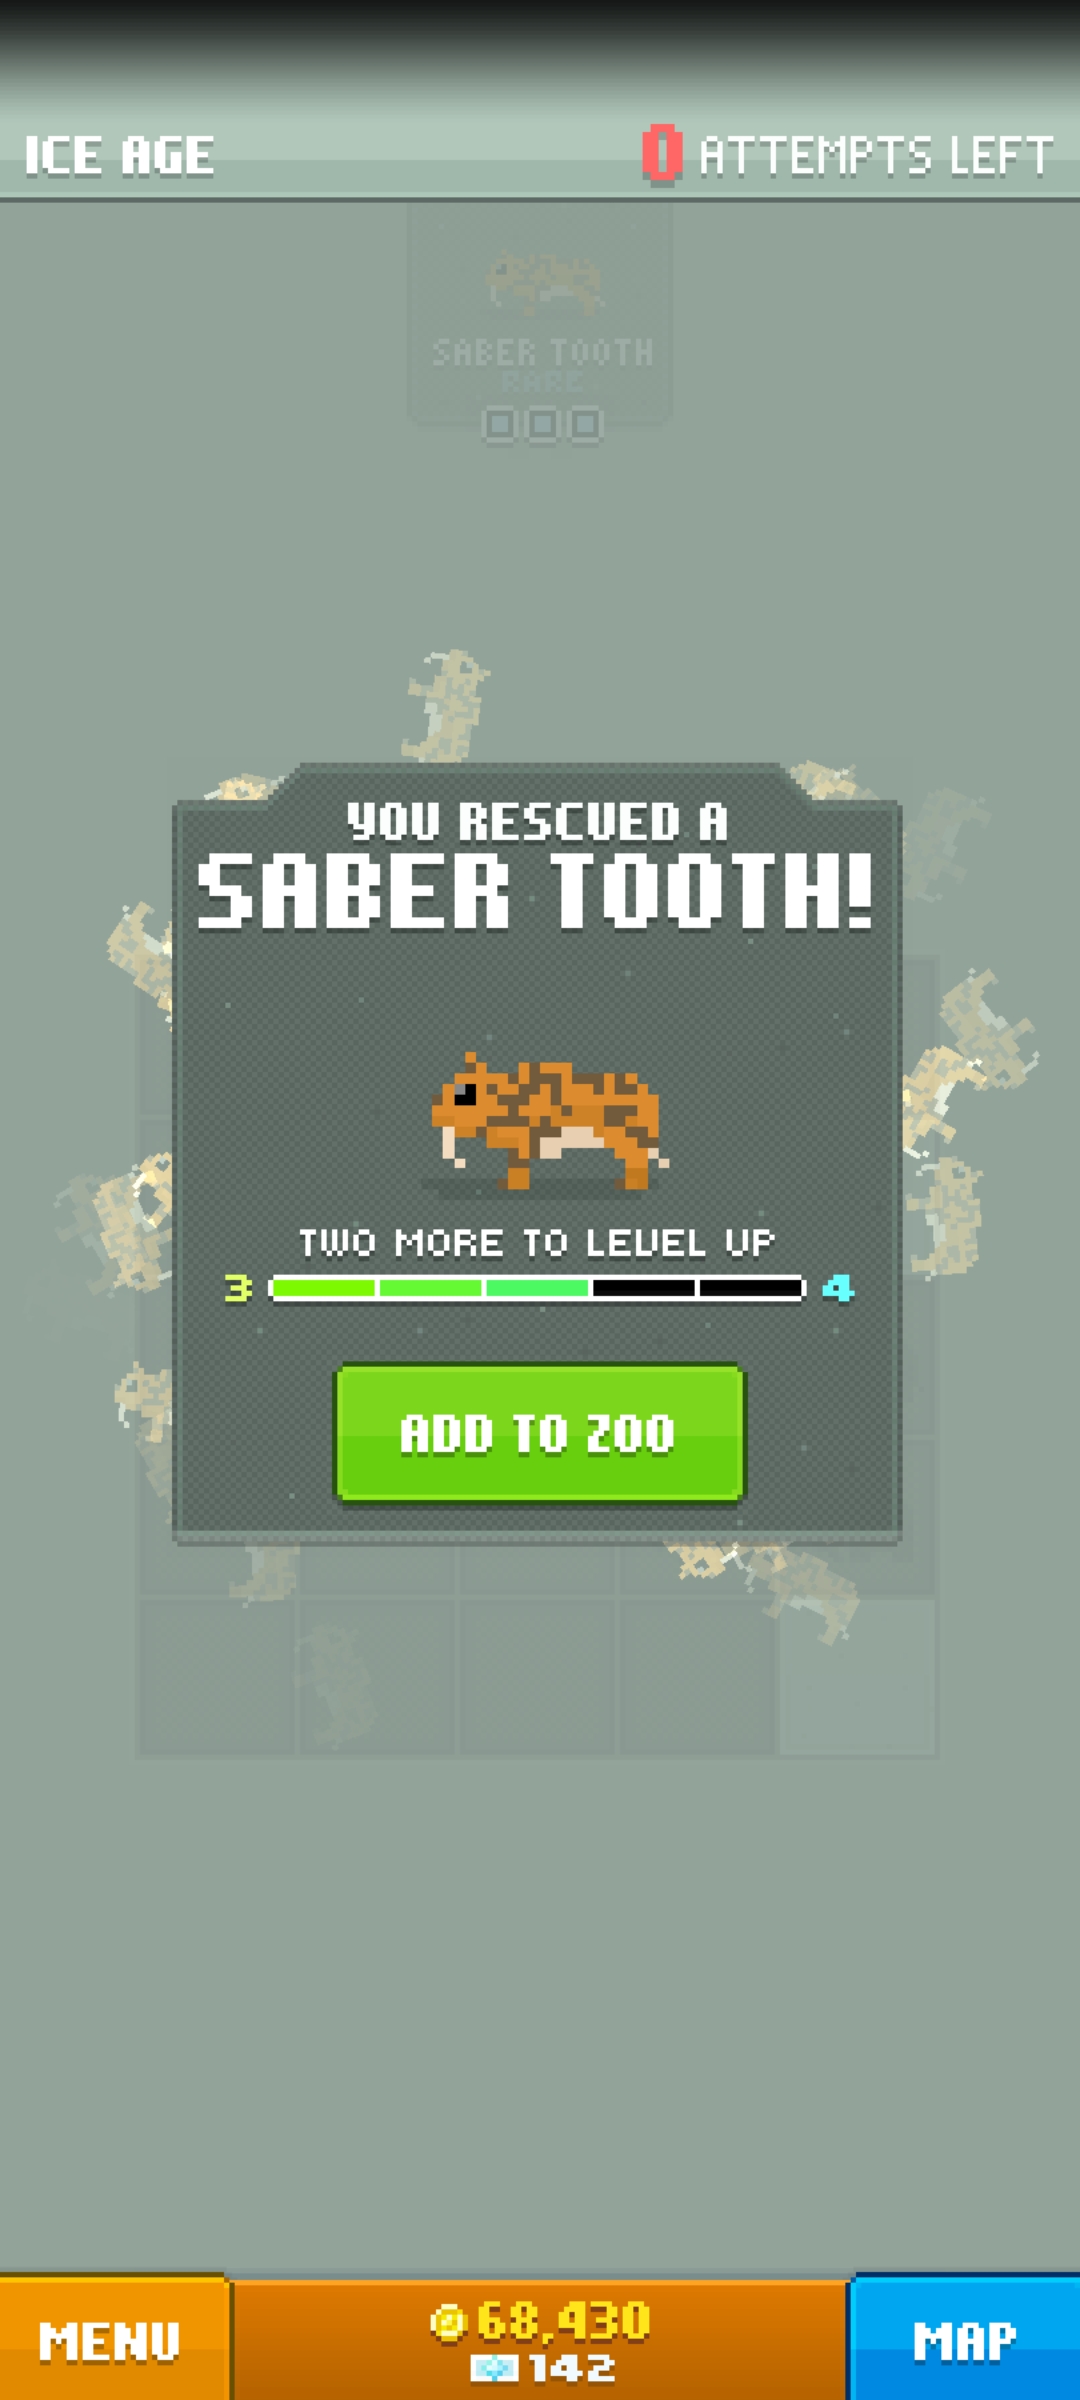 ICE AGE
0 ATTEMPTS LEFT
SABER TOOTH
RARE
YOU RESCUED A
SABER TOOTH!
TWO MORE TO LEVEL UP
3 4
ADD TO ZOO
MENU
68,430
142
MAP